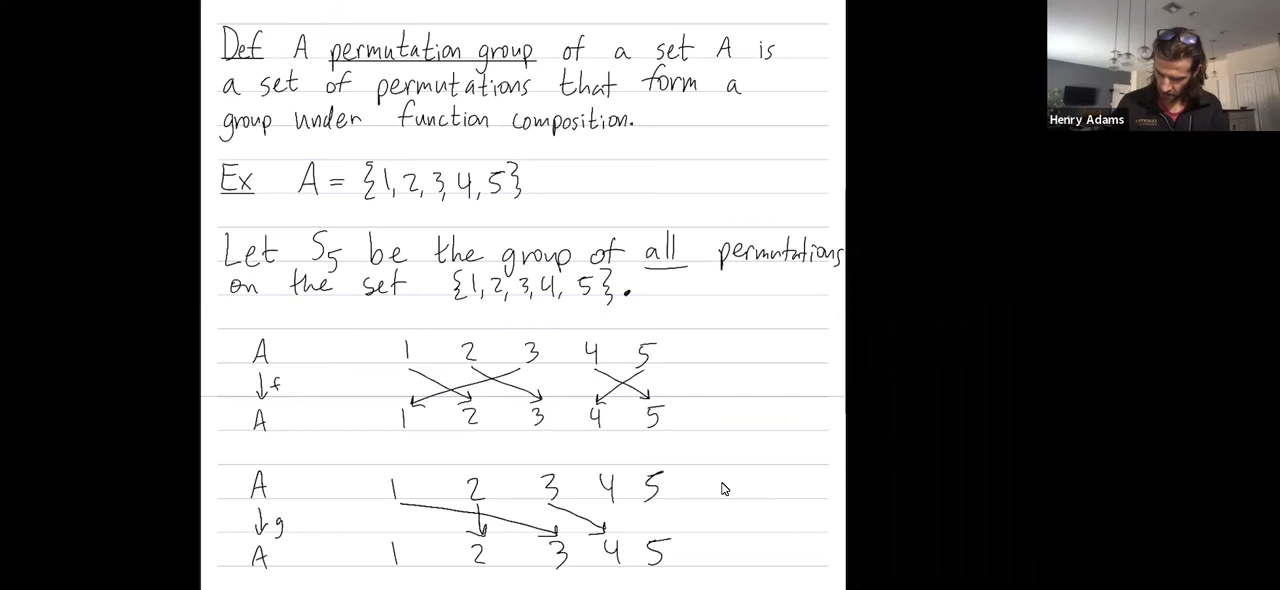 Def A permutation group of a set A is
a set of permutations that form a
group under function composition.
Ex A = {1, 2, 3, 4, 5}
Let S5 be the group of all permutations
on the set {1, 2, 3, 4, 5}.
A 1 2 3 4 5
↓f
A 1 2 3 4 5
A 1 2 3 4 5
↓g
A 1 2 3 4 5
Henry Adams